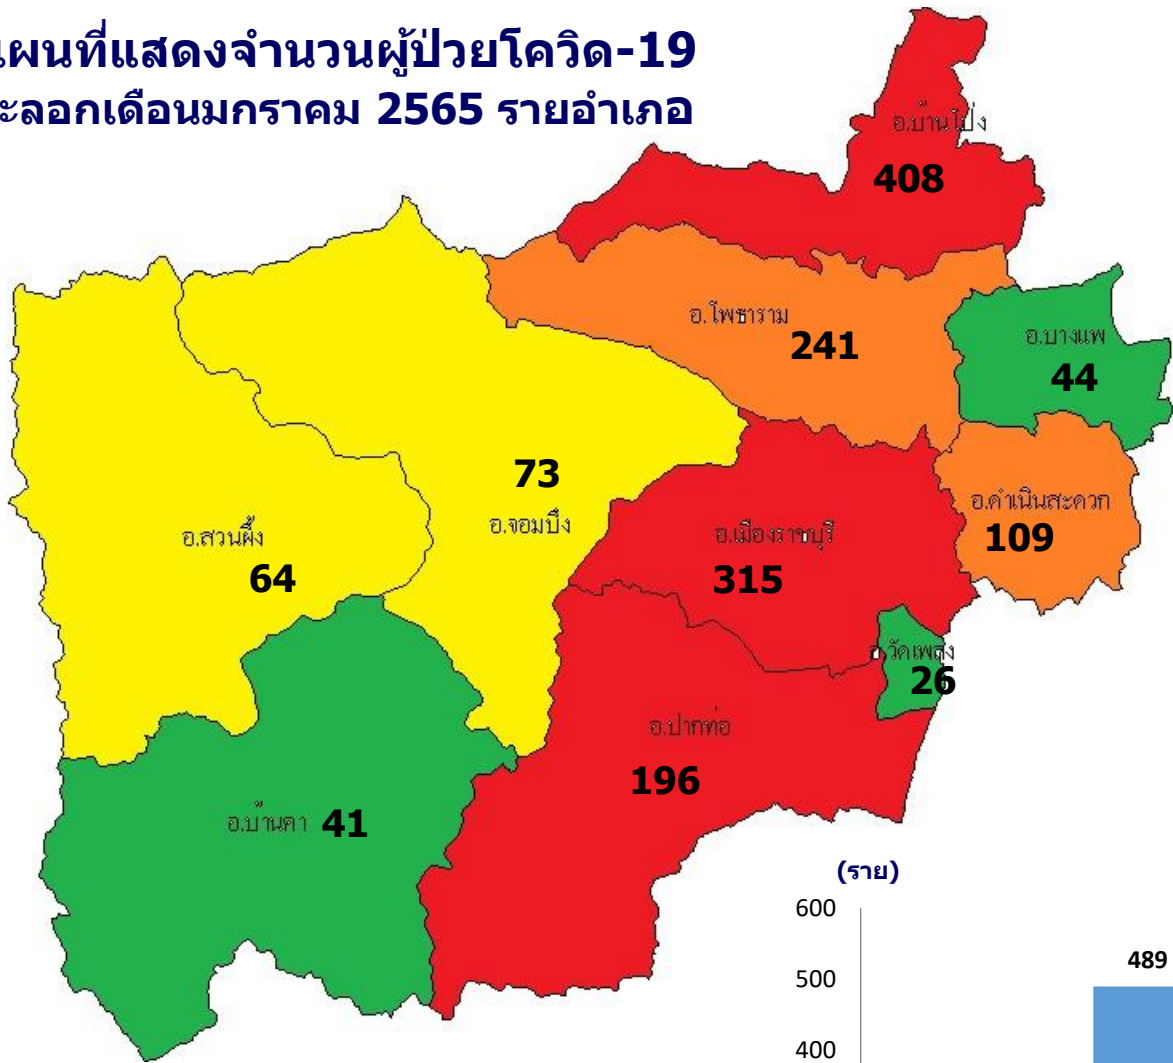 แผนที่แสดงจำนวนผู้ป่วยโควิด-19
ระลอกเดือนมกราคม 2565 รายอำเภอ
อ.บ้านโป่ง
408
อ.โพธาราม
241
อ.บางแพ
44
73
อ.จอมบึง
อ.ดำเนินสะดวก
109
อ.สวนผึ้ง
64
อ.เมืองราชบุรี
315
อ.วัดเพลง
26
อ.ปากท่อ
196
อ.บ้านคา 41
(ราย)
600
489
500
400